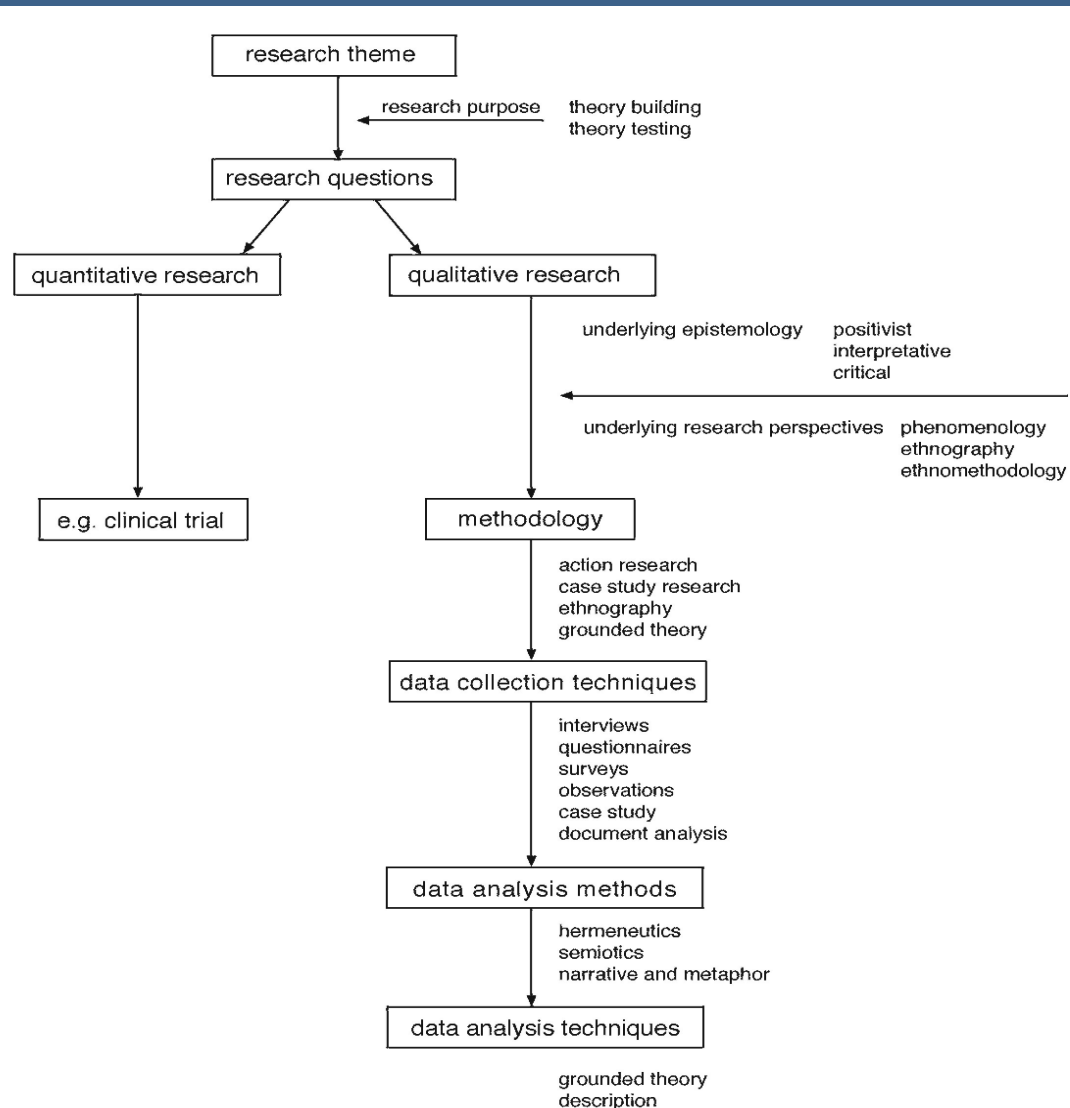 research theme
research purpose theory building
theory testing
research questions
quantitative research
qualitative research
underlying epistemology positivist
interpretative
critical
underlying research perspectives phenomenology
ethnography
ethnomethodology
e.g. clinical trial
methodology
action research
case study research
ethnography
grounded theory
data collection techniques
interviews
questionnaires
surveys
observations
case study
document analysis
data analysis methods
hermeneutics
semiotics
narrative and metaphor
data analysis techniques
grounded theory
description